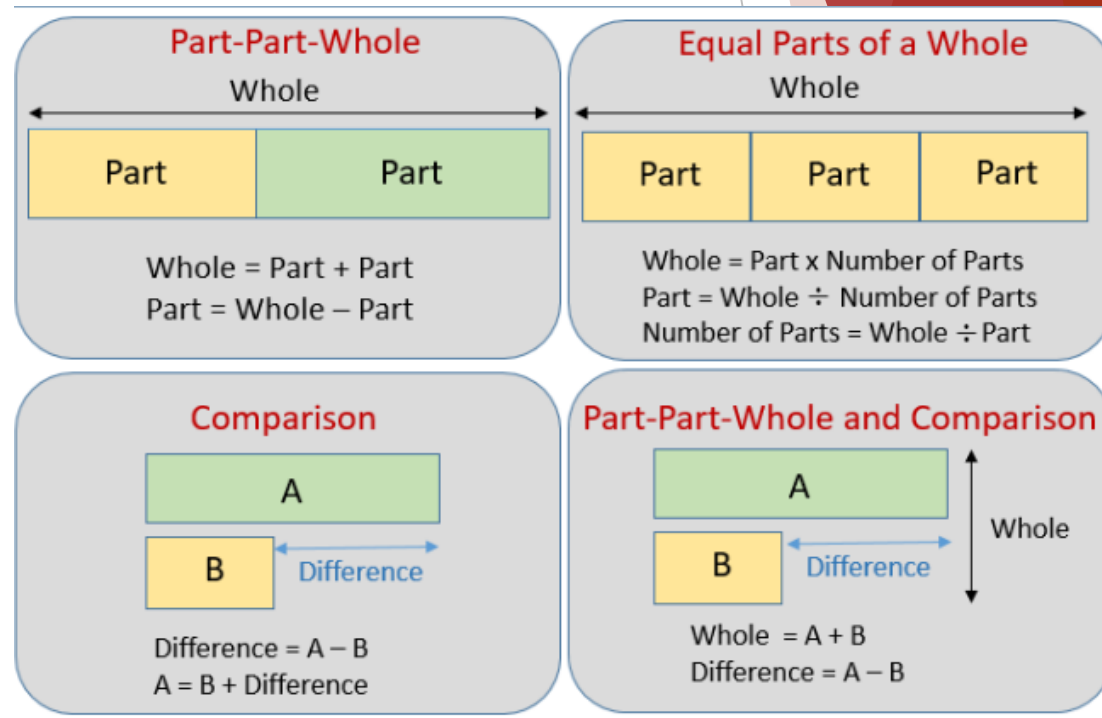 Part-Part-Whole
Whole
Part Part
Whole = Part + Part
Part = Whole – Part
Equal Parts of a Whole
Whole
Part Part Part
Whole = Part x Number of Parts
Part = Whole ÷ Number of Parts
Number of Parts = Whole ÷ Part
Comparison
A
B Difference
Difference = A – B
A = B + Difference
Part-Part-Whole and Comparison
A
Whole
B Difference
Whole = A + B
Difference = A – B